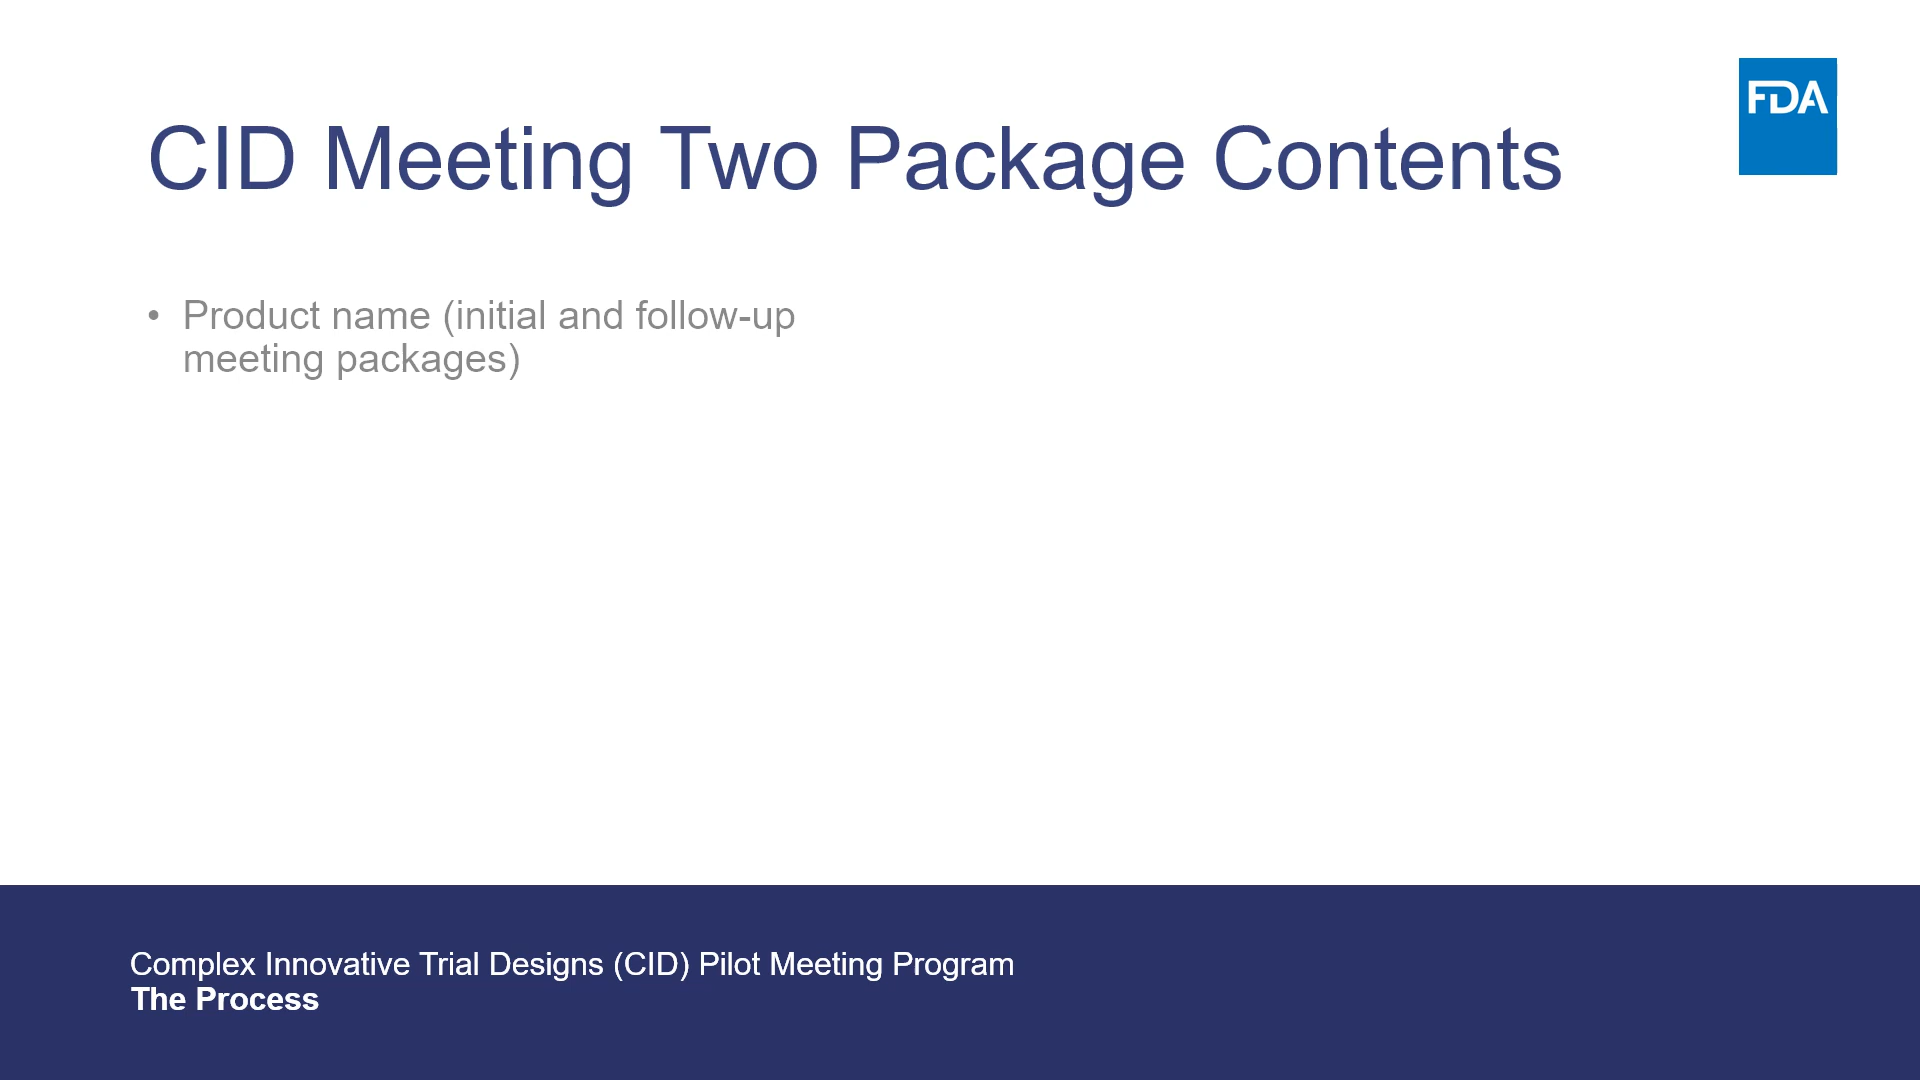 FDA
CID Meeting Two Package Contents
• Product name (initial and follow-up
meeting packages)
Complex Innovative Trial Designs (CID) Pilot Meeting Program
The Process